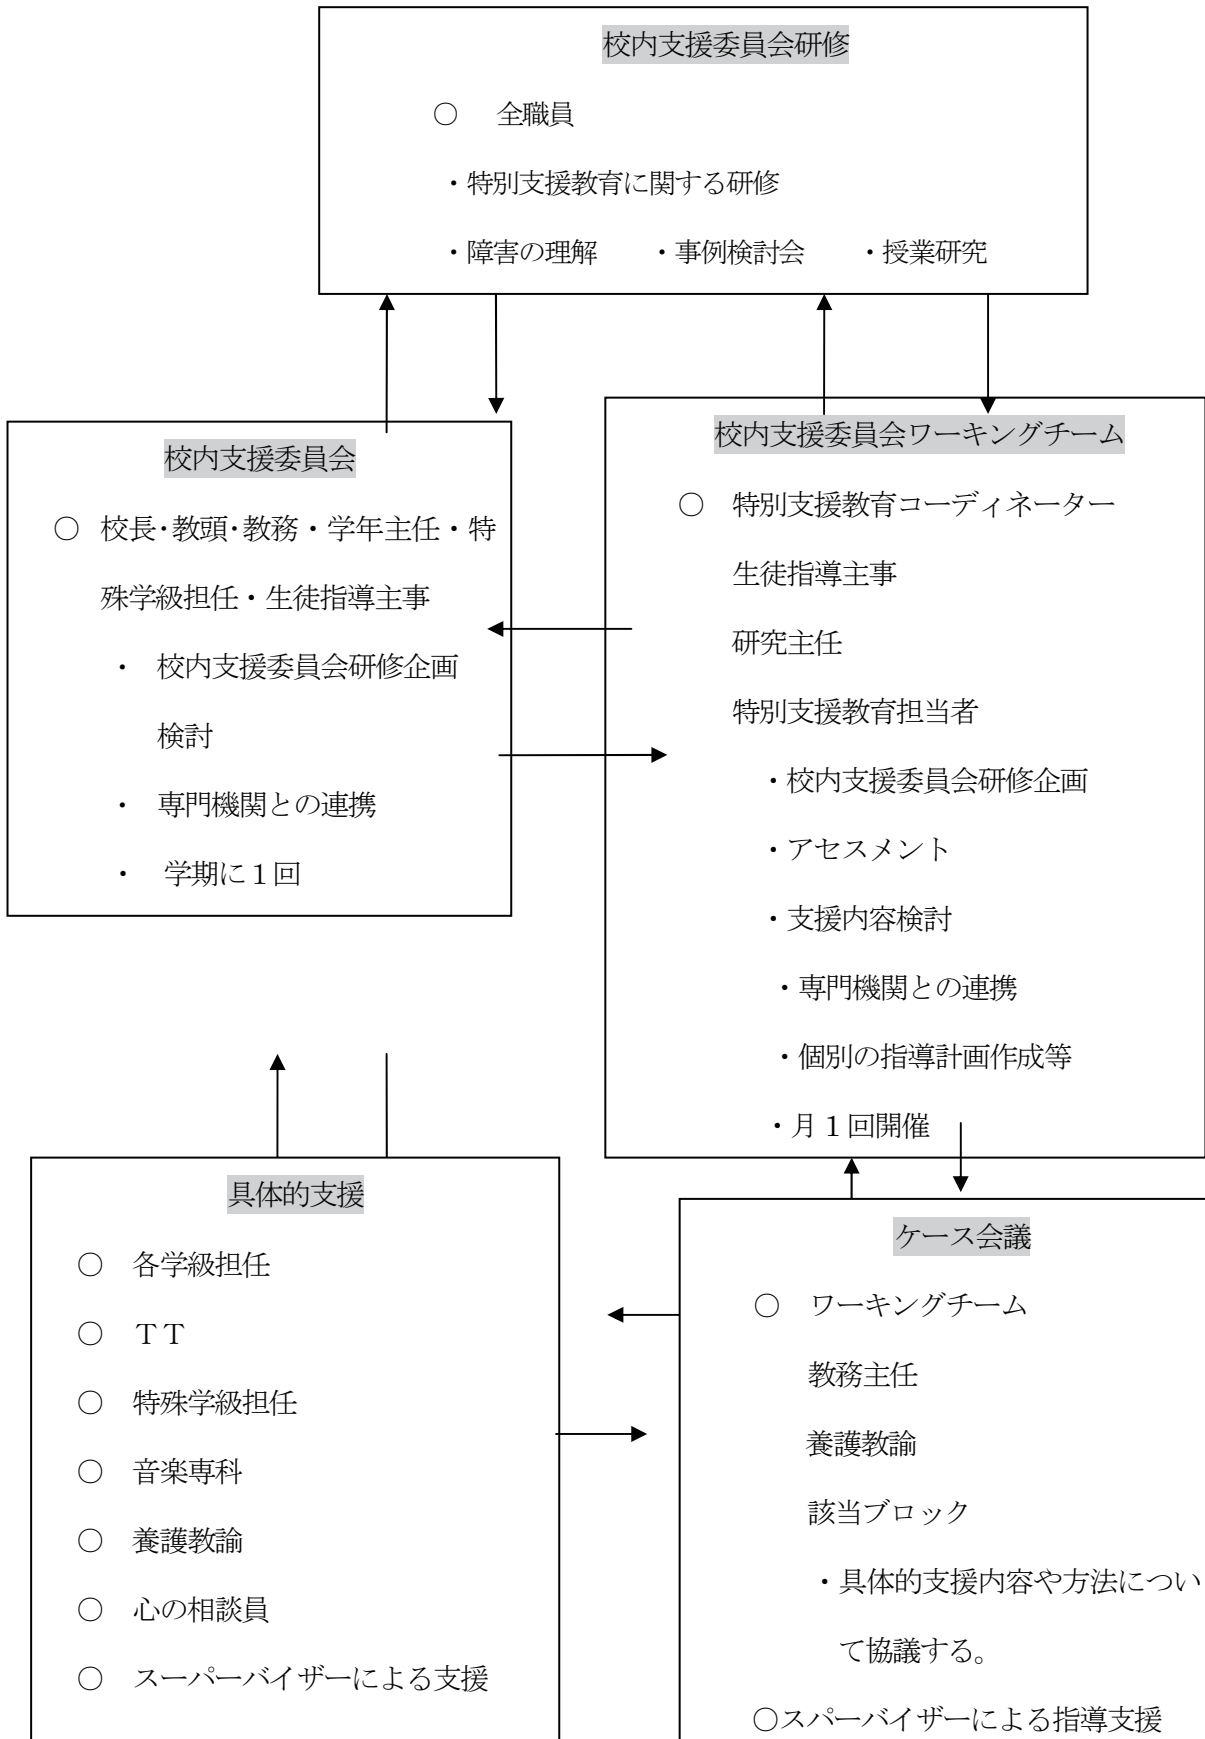 校内支援委員会研修
○　全職員
・特別支援教育に関する研修
・障害の理解　・事例検討会　・授業研究
校内支援委員会
○ 校長・教頭・教務・学年主任・特
殊学級担任・生徒指導主事
・ 校内支援委員会研修企画
検討
・ 専門機関との連携
・ 学期に１回
校内支援委員会ワーキングチーム
○ 特別支援教育コーディネーター
生徒指導主事
研究主任
特別支援教育担当者
・校内支援委員会研修企画
・アセスメント
・支援内容検討
・専門機関との連携
・個別の指導計画作成等
・月１回開催
具体的支援
○ 各学級担任
○ ＴＴ
○ 特殊学級担任
○ 音楽専科
○ 養護教諭
○ 心の相談員
○ スーパーバイザーによる支援
ケース会議
○ ワーキングチーム
教務主任
養護教諭
該当ブロック
・具体的支援内容や方法につい
て協議する。
○スパーバイザーによる指導支援